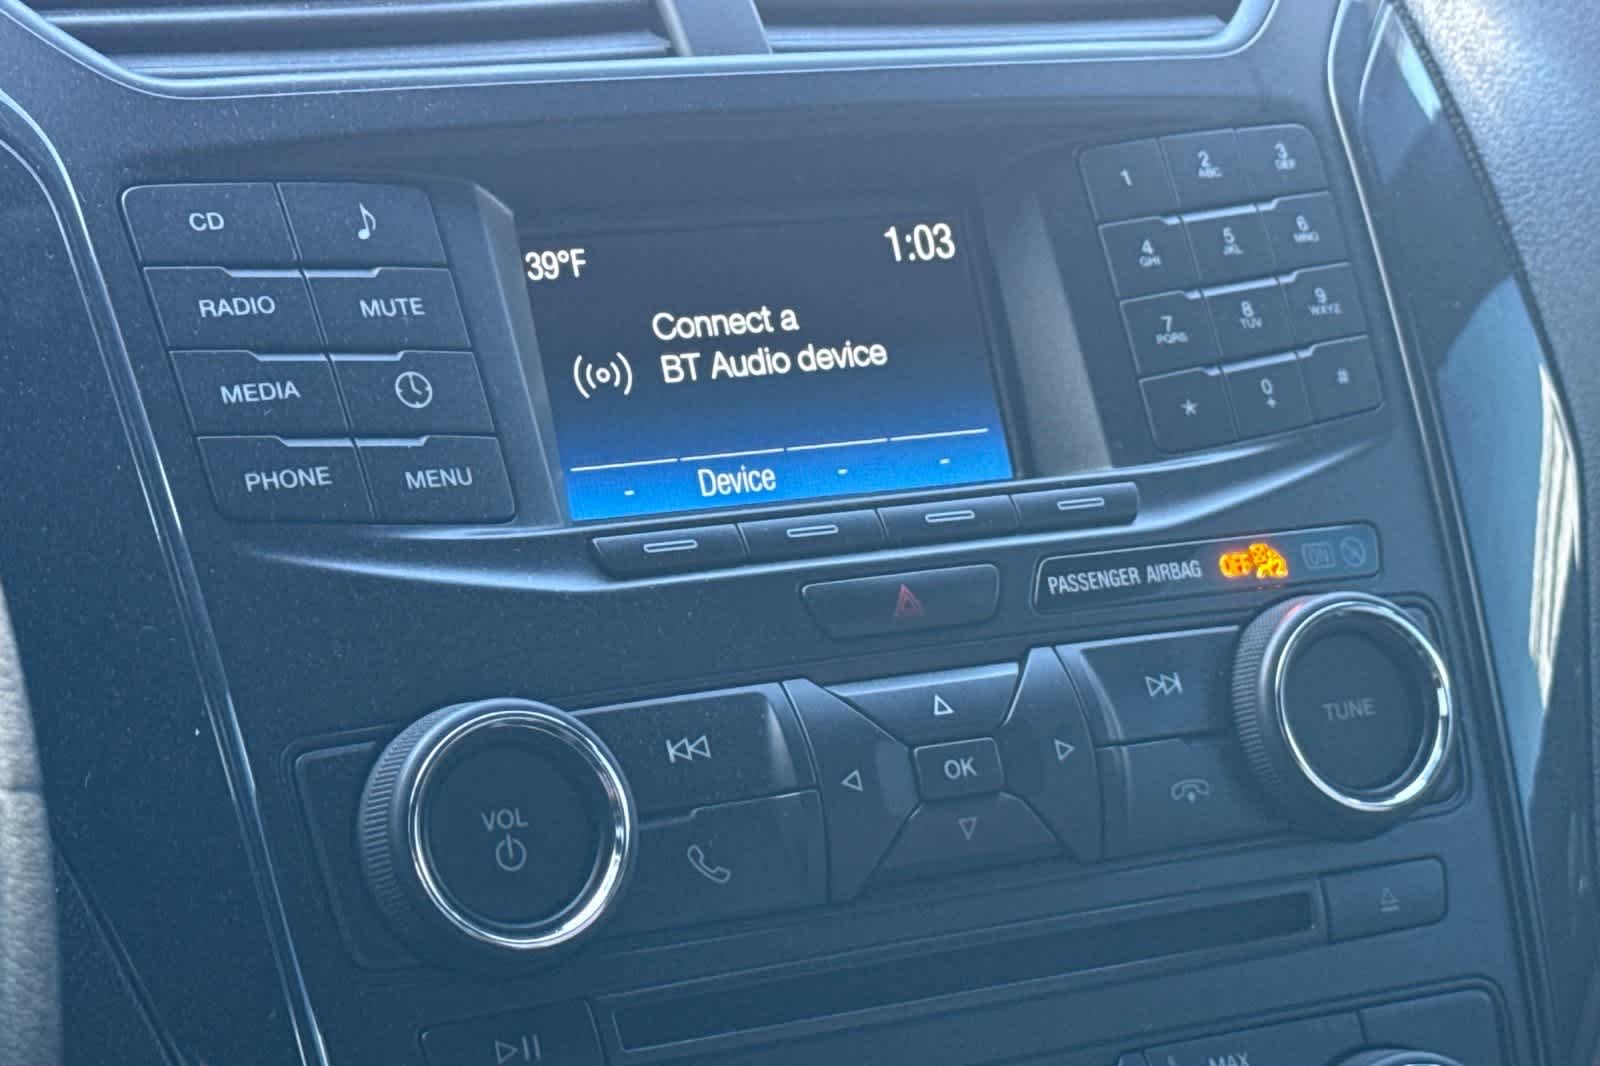 39°F
1:03
Connect a
BT Audio device
- Device - -
CD
RADIO
MUTE
MEDIA
PHONE
MENU
1
2
ABC
3
DEF
4
GHI
5
JKL
6
MNO
7
PQRS
8
TUV
9
WXYZ
*
0
+
#
PASSENGER AIRBAG OFF ON
VOL
OK
TUNE
MAX